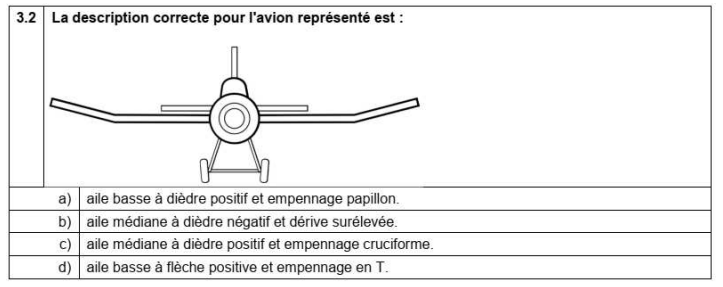 3.2 La description correcte pour l'avion représenté est :
a) aile basse à dièdre positif et empennage papillon.
b) aile médiane à dièdre négatif et dérive surélevée.
c) aile médiane à dièdre positif et empennage cruciforme.
d) aile basse à flèche positive et empennage en T.